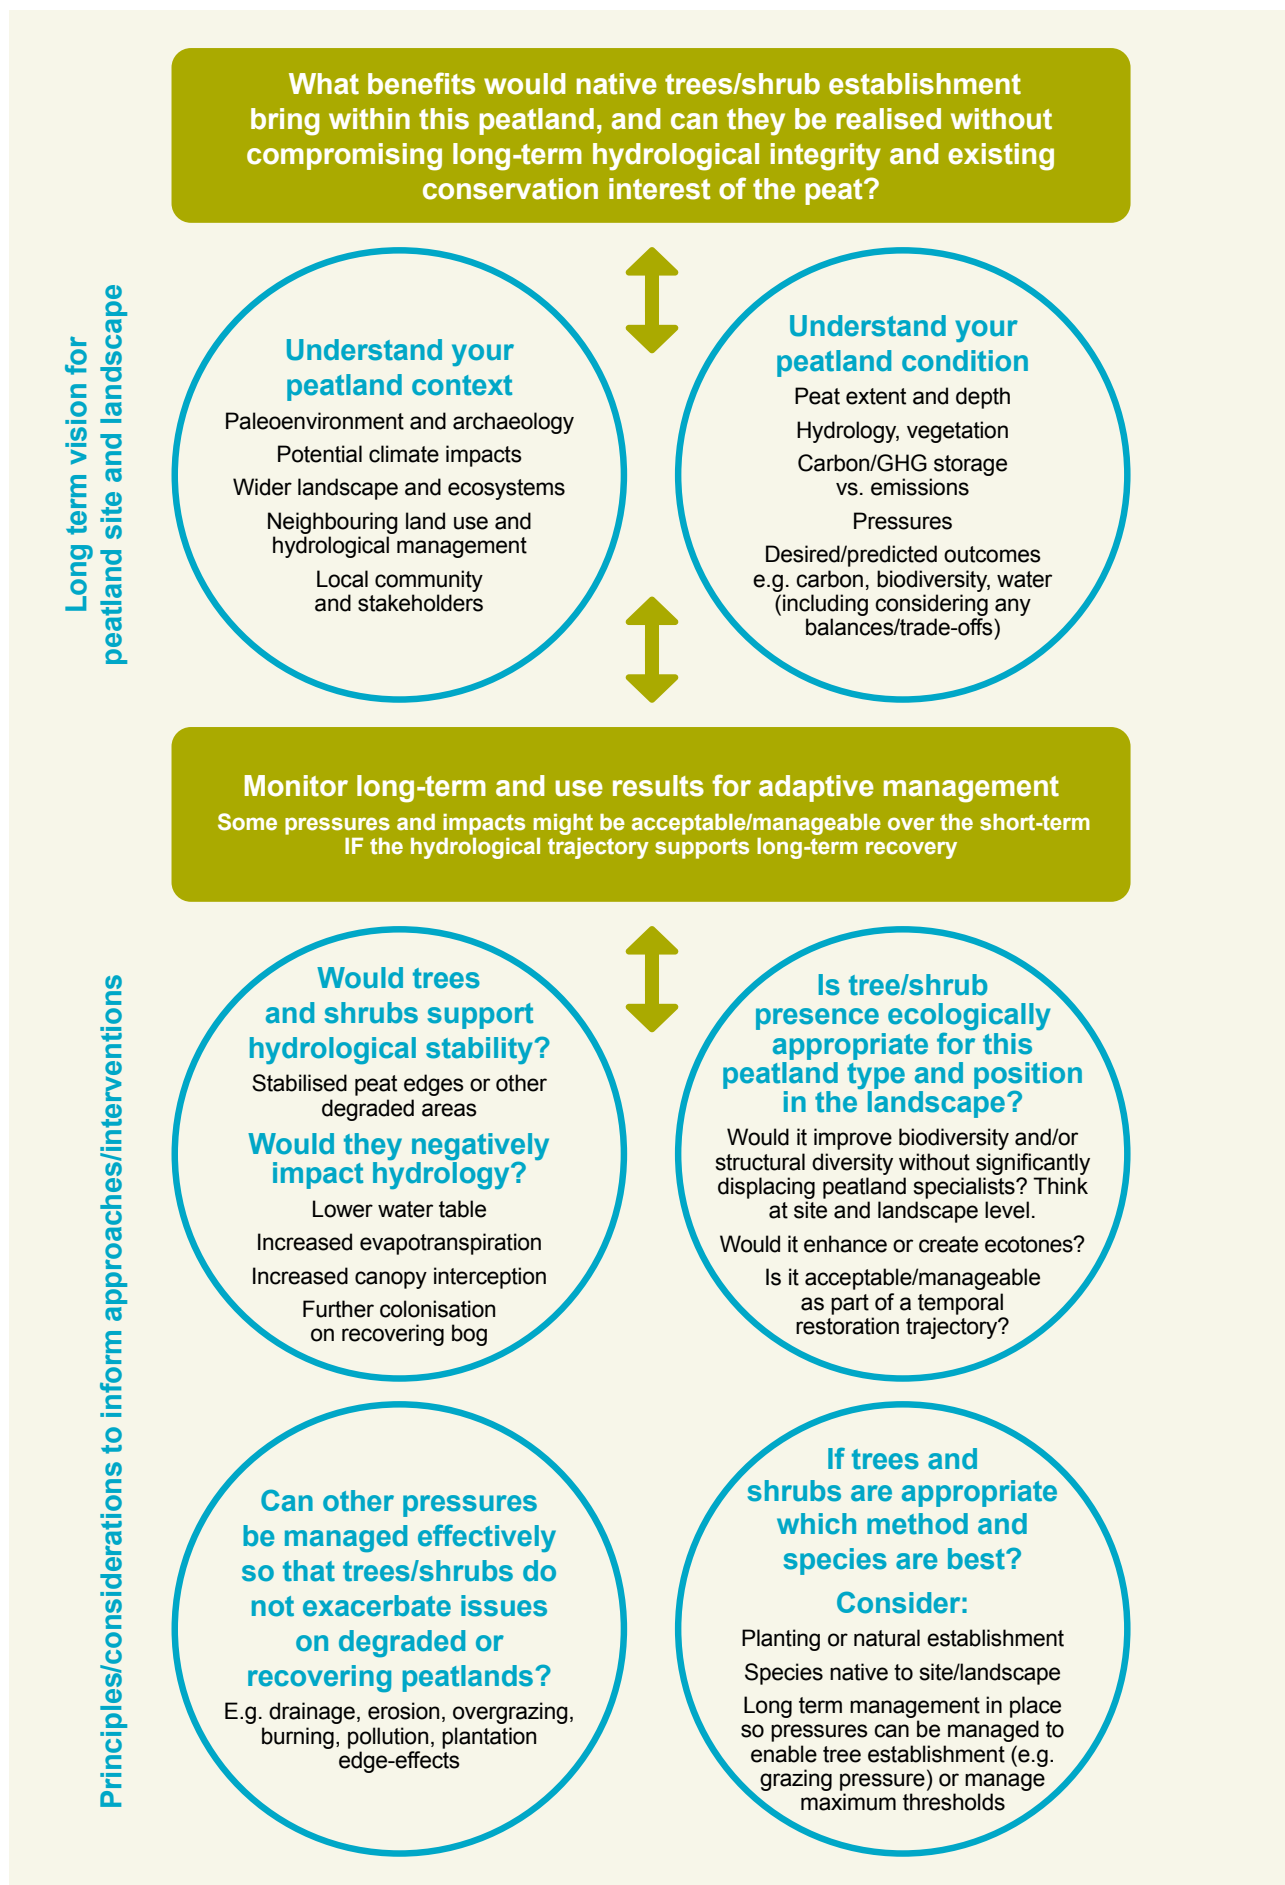 What benefits would native trees/shrub establishment
bring within this peatland, and can they be realised without
compromising long-term hydrological integrity and existing
conservation interest of the peat?
Long term vision for
peatland site and landscape
Understand your
peatland context
Paleoenvironment and archaeology
Potential climate impacts
Wider landscape and ecosystems
Neighbouring land use and
hydrological management
Local community
and stakeholders
Understand your
peatland condition
Peat extent and depth
Hydrology, vegetation
Carbon/GHG storage
vs. emissions
Pressures
Desired/predicted outcomes
e.g. carbon, biodiversity, water
(including considering any
balances/trade-offs)
Monitor long-term and use results for adaptive management
Some pressures and impacts might be acceptable/manageable over the short-term
IF the hydrological trajectory supports long-term recovery
Principles/considerations to inform approaches/interventions
Would trees
and shrubs support
hydrological stability?
Stabilised peat edges or other
degraded areas
Would they negatively
impact hydrology?
Lower water table
Increased evapotranspiration
Increased canopy interception
Further colonisation
on recovering bog
Is tree/shrub
presence ecologically
appropriate for this
peatland type and position
in the landscape?
Would it improve biodiversity and/or
structural diversity without significantly
displacing peatland specialists? Think
at site and landscape level.
Would it enhance or create ecotones?
Is it acceptable/manageable
as part of a temporal
restoration trajectory?
Can other pressures
be managed effectively
so that trees/shrubs do
not exacerbate issues
on degraded or
recovering peatlands?
E.g. drainage, erosion, overgrazing,
burning, pollution, plantation
edge-effects
If trees and
shrubs are appropriate
which method and
species are best?
Consider:
Planting or natural establishment
Species native to site/landscape
Long term management in place
so pressures can be managed to
enable tree establishment (e.g.
grazing pressure) or manage
maximum thresholds